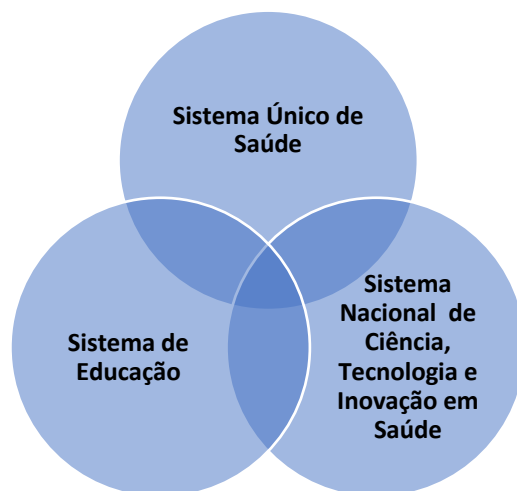 Sistema Único de
Saúde
Sistema de
Educação
Sistema
Nacional de
Ciência,
Tecnologia e
Inovação em
Saúde